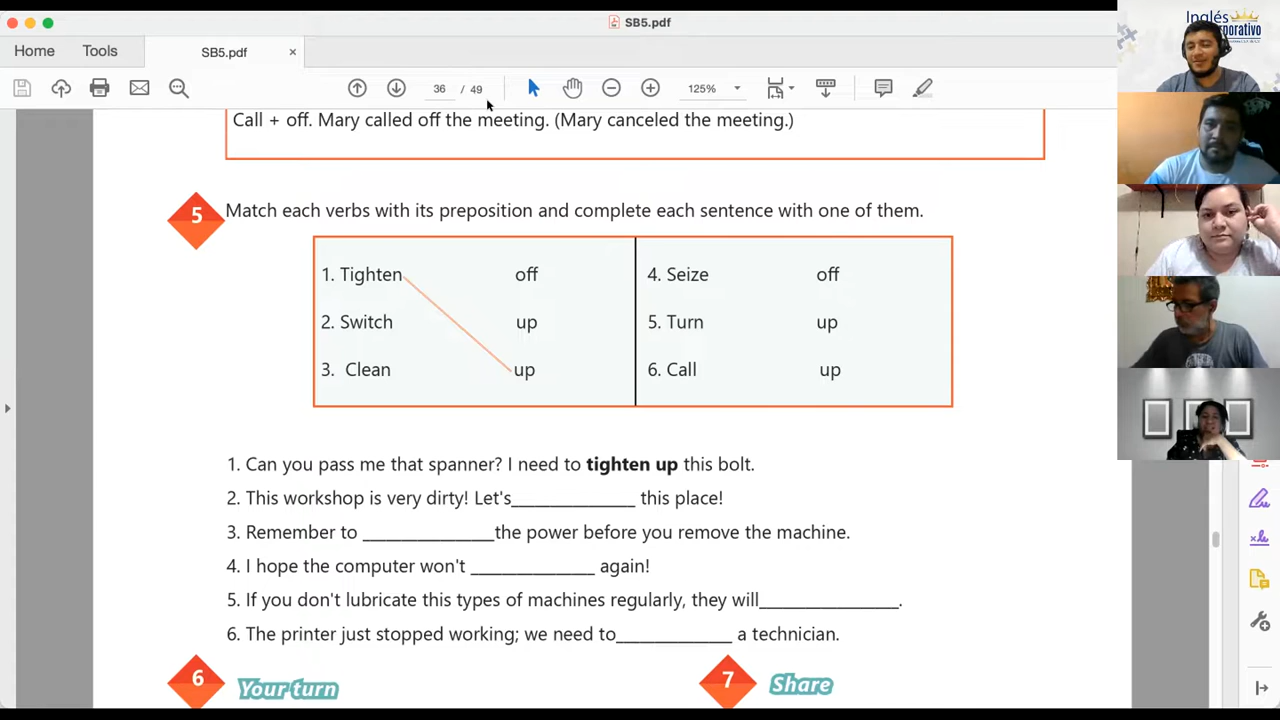 SB5.pdf
Home
Tools
SB5.pdf
×
36 / 49
125%
Inglés
orporativo
Call + off. Mary called off the meeting. (Mary canceled the meeting.)
5
Match each verbs with its preposition and complete each sentence with one of them.
1. Tighten off
2. Switch up
3. Clean up
4. Seize off
5. Turn up
6. Call up
1. Can you pass me that spanner? I need to tighten up this bolt.
2. This workshop is very dirty! Let's______________ this place!
3. Remember to _______________the power before you remove the machine.
4. I hope the computer won't ______________ again!
5. If you don't lubricate this types of machines regularly, they will________________.
6. The printer just stopped working; we need to_____________ a technician.
6
Your turn
7
Share